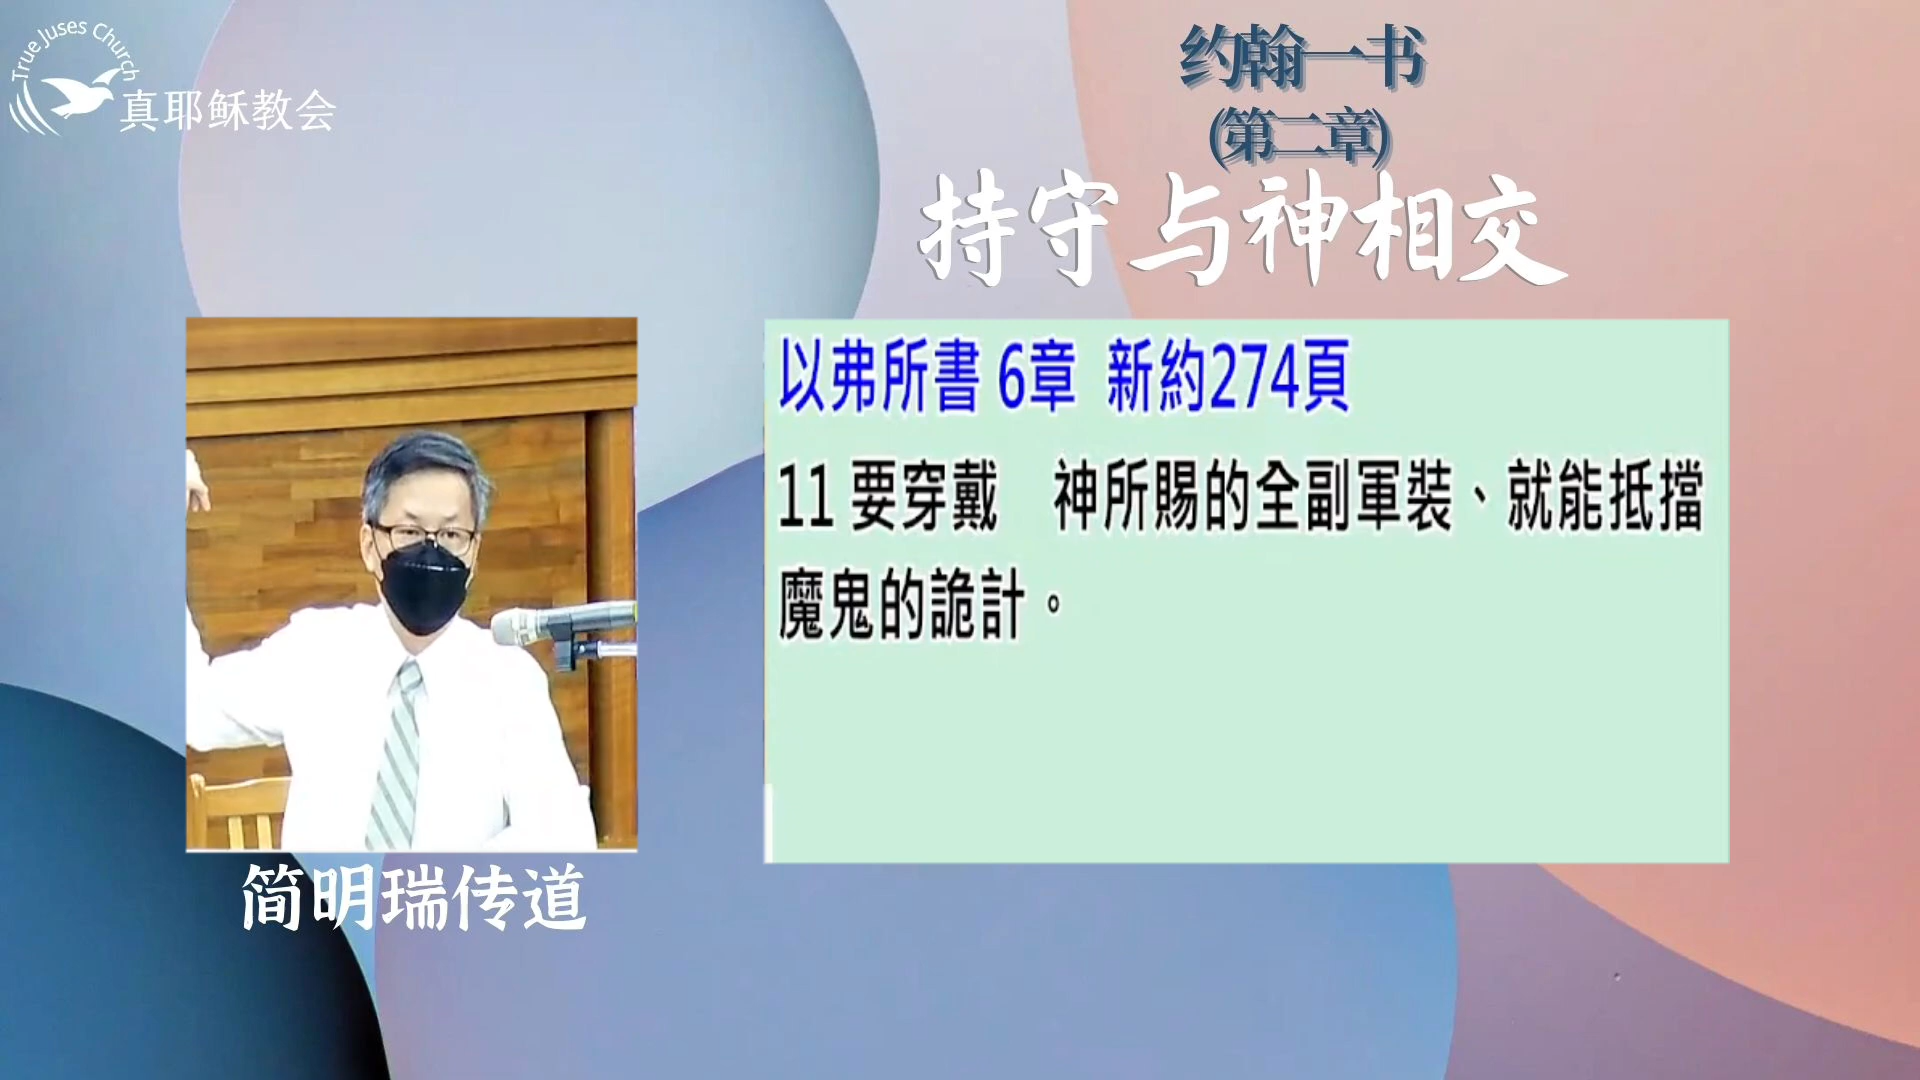 True Juses Church
真耶稣教会
约翰一书
(第二章)
持守与神相交
以弗所書 6章 新約274頁
11 要穿戴　神所賜的全副軍裝、就能抵擋
魔鬼的詭計。
简明瑞传道